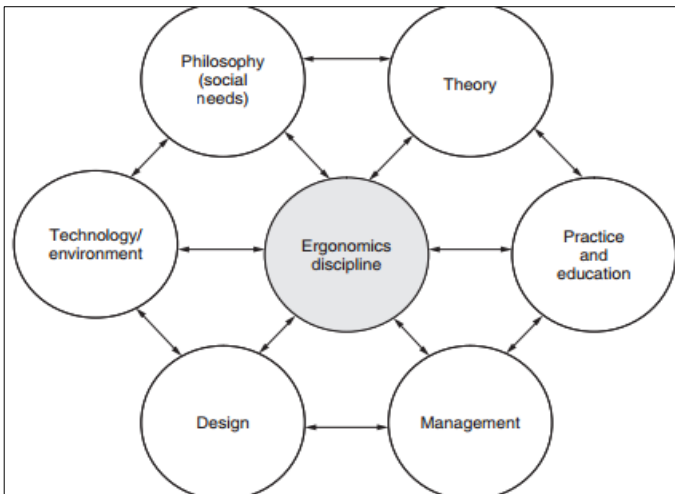 Philosophy
(social
needs)
Theory
Technology/
environment
Ergonomics
discipline
Practice
and
education
Design
Management